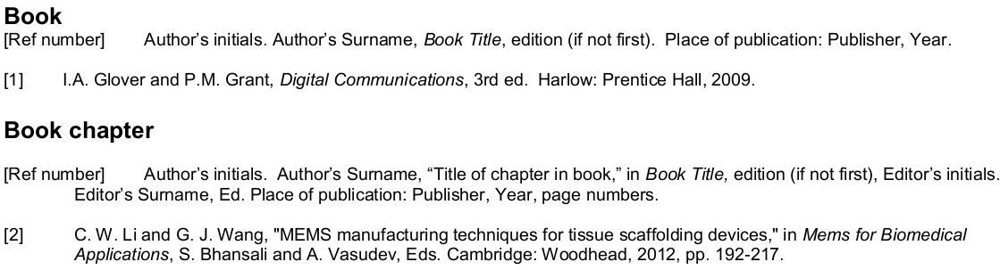 Book
[Ref number] Author’s initials. Author’s Surname, Book Title, edition (if not first). Place of publication: Publisher, Year.
[1] I.A. Glover and P.M. Grant, Digital Communications, 3rd ed. Harlow: Prentice Hall, 2009.
Book chapter
[Ref number] Author’s initials. Author’s Surname, “Title of chapter in book,” in Book Title, edition (if not first), Editor’s initials.
Editor’s Surname, Ed. Place of publication: Publisher, Year, page numbers.
[2] C. W. Li and G. J. Wang, "MEMS manufacturing techniques for tissue scaffolding devices," in Mems for Biomedical
Applications, S. Bhansali and A. Vasudev, Eds. Cambridge: Woodhead, 2012, pp. 192-217.